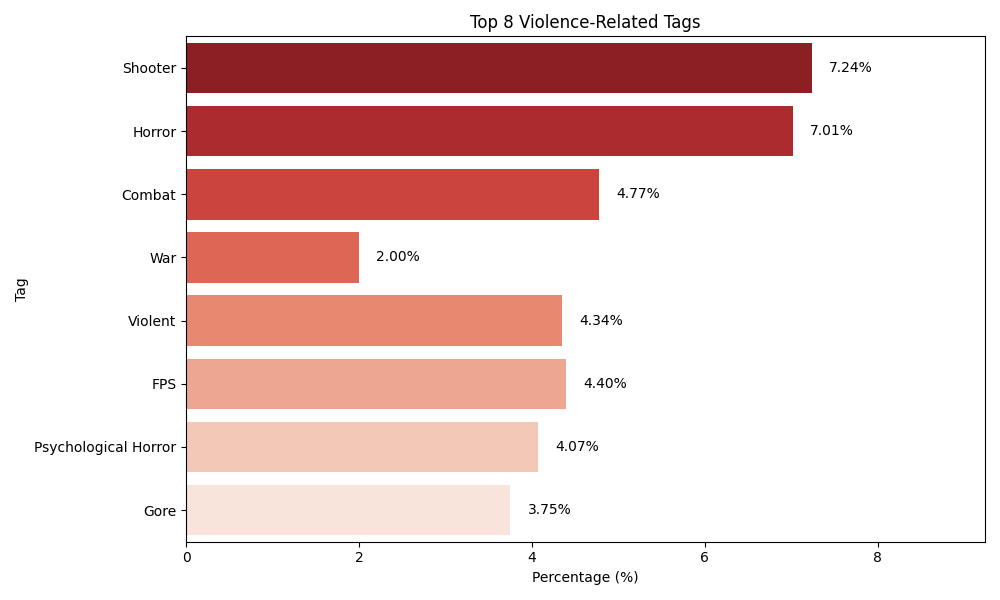 Top 8 Violence-Related Tags
Tag
Shooter 7.24%
Horror 7.01%
Combat 4.77%
War 2.00%
Violent 4.34%
FPS 4.40%
Psychological Horror 4.07%
Gore 3.75%
0 2 4 6 8
Percentage (%)